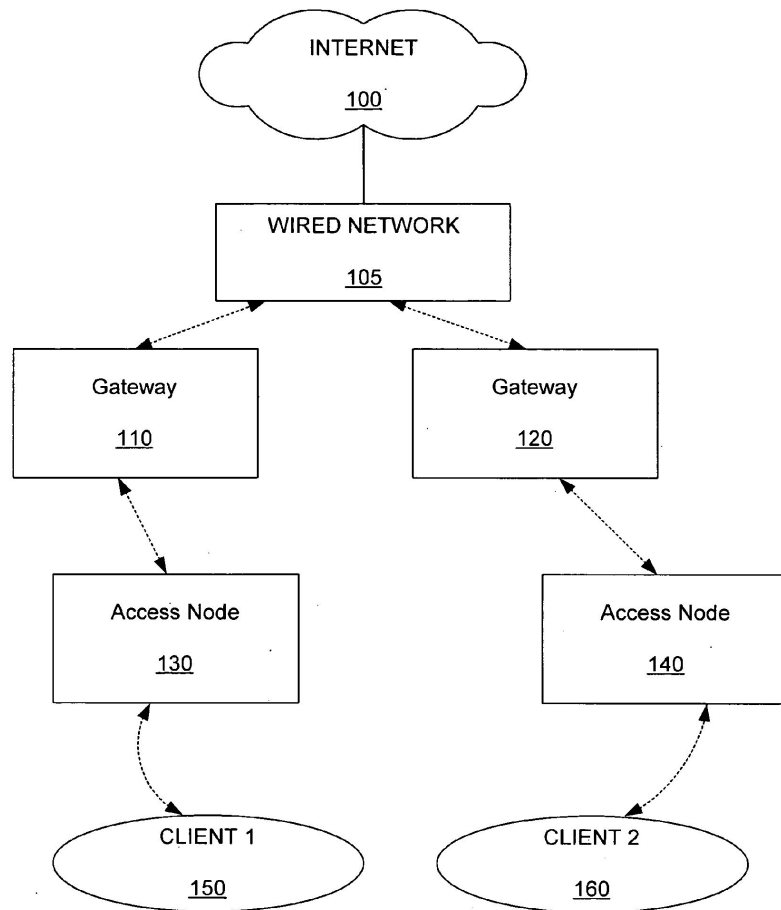 INTERNET
100
WIRED NETWORK
105
Gateway
110
Gateway
120
Access Node
130
Access Node
140
CLIENT 1
150
CLIENT 2
160